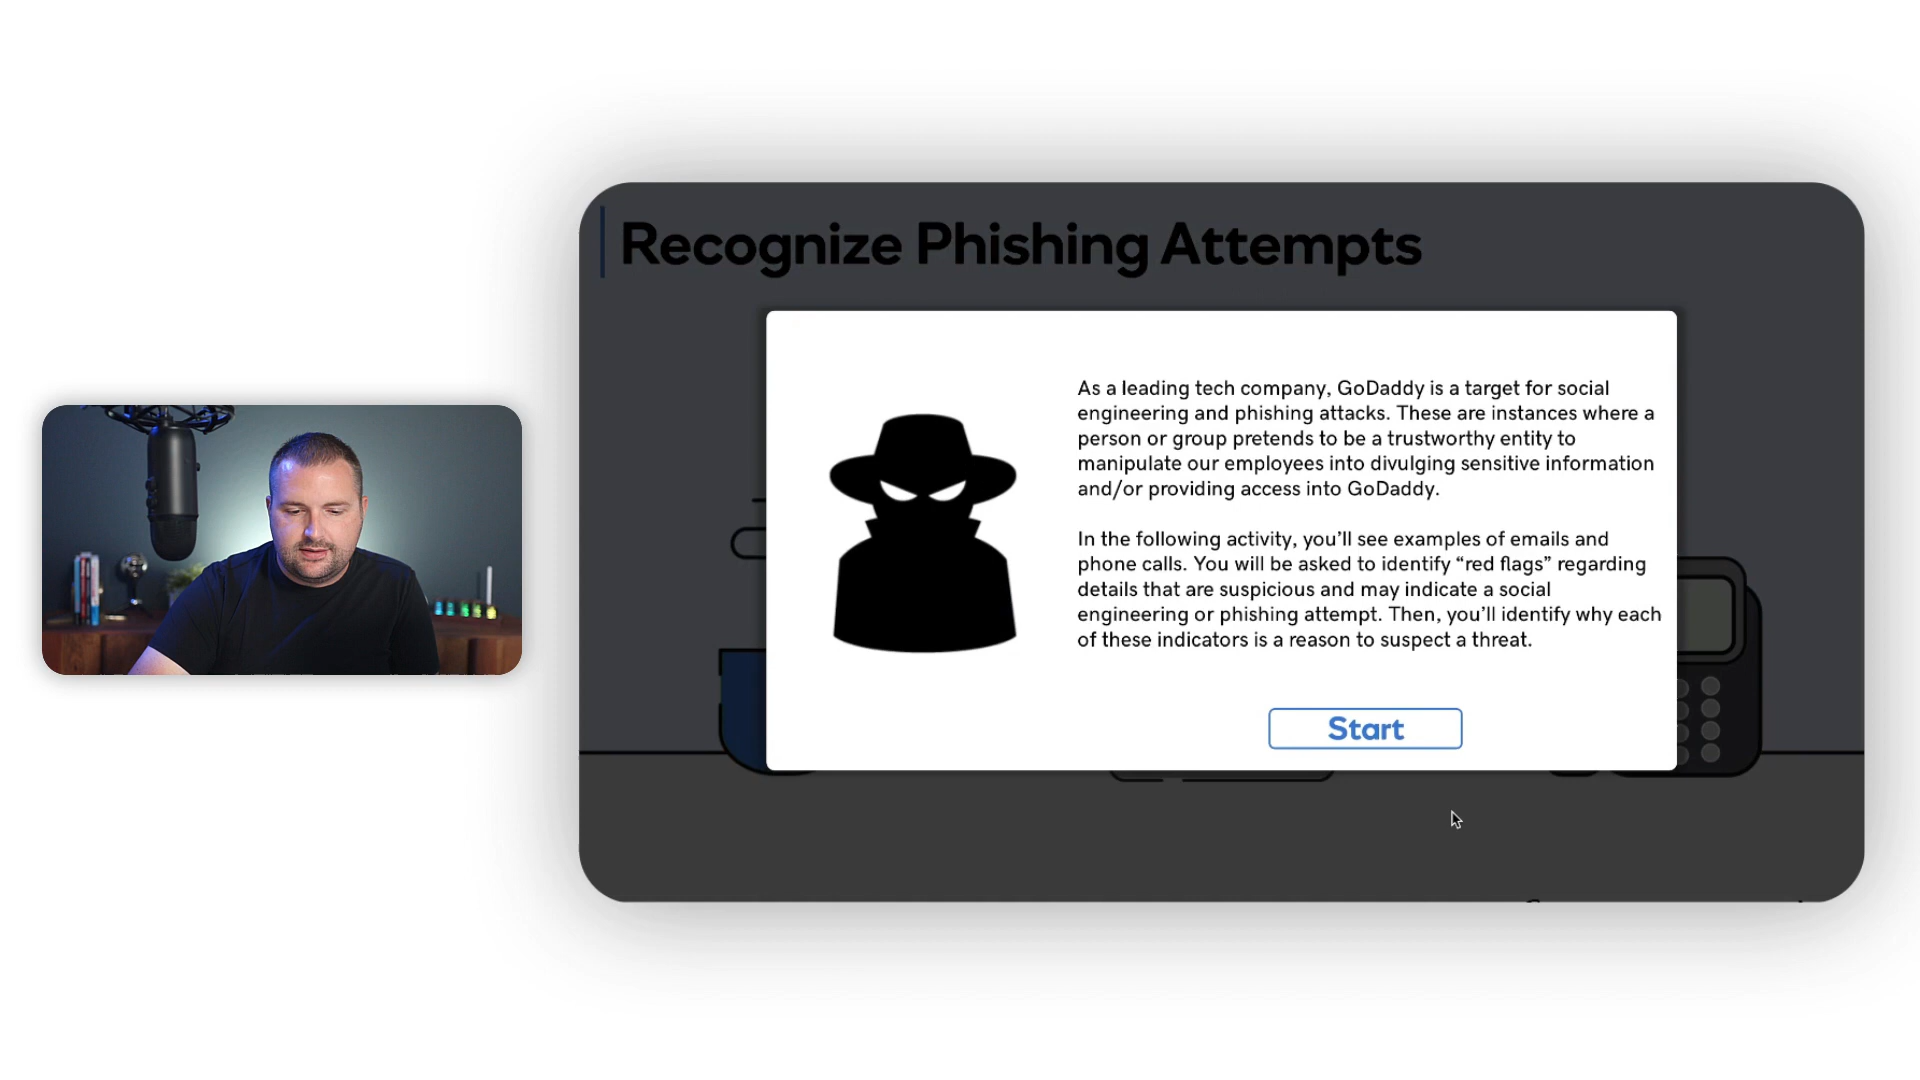 Recognize Phishing Attempts
As a leading tech company, GoDaddy is a target for social
engineering and phishing attacks. These are instances where a
person or group pretends to be a trustworthy entity to
manipulate our employees into divulging sensitive information
and/or providing access into GoDaddy.
In the following activity, you’ll see examples of emails and
phone calls. You will be asked to identify “red flags” regarding
details that are suspicious and may indicate a social
engineering or phishing attempt. Then, you’ll identify why each
of these indicators is a reason to suspect a threat.
Start